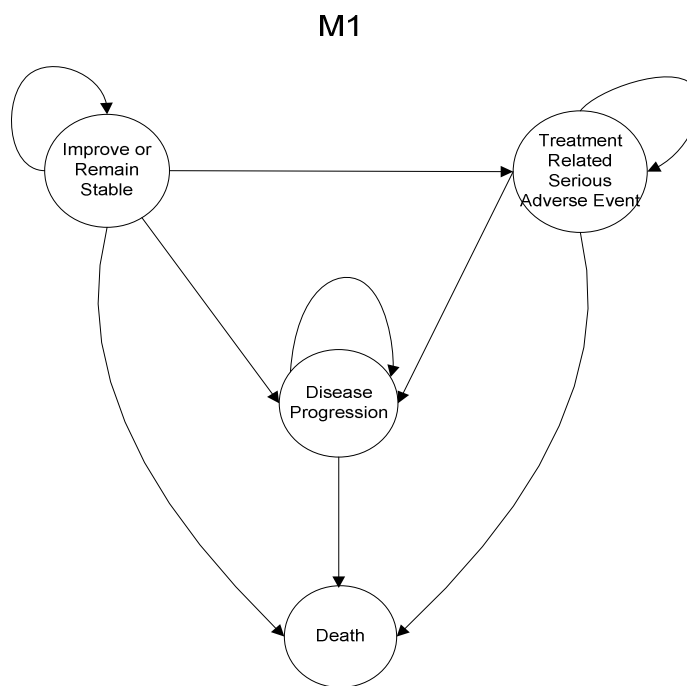 M1
Improve or
Remain
Stable
Treatment
Related
Serious
Adverse Event
Disease
Progression
Death